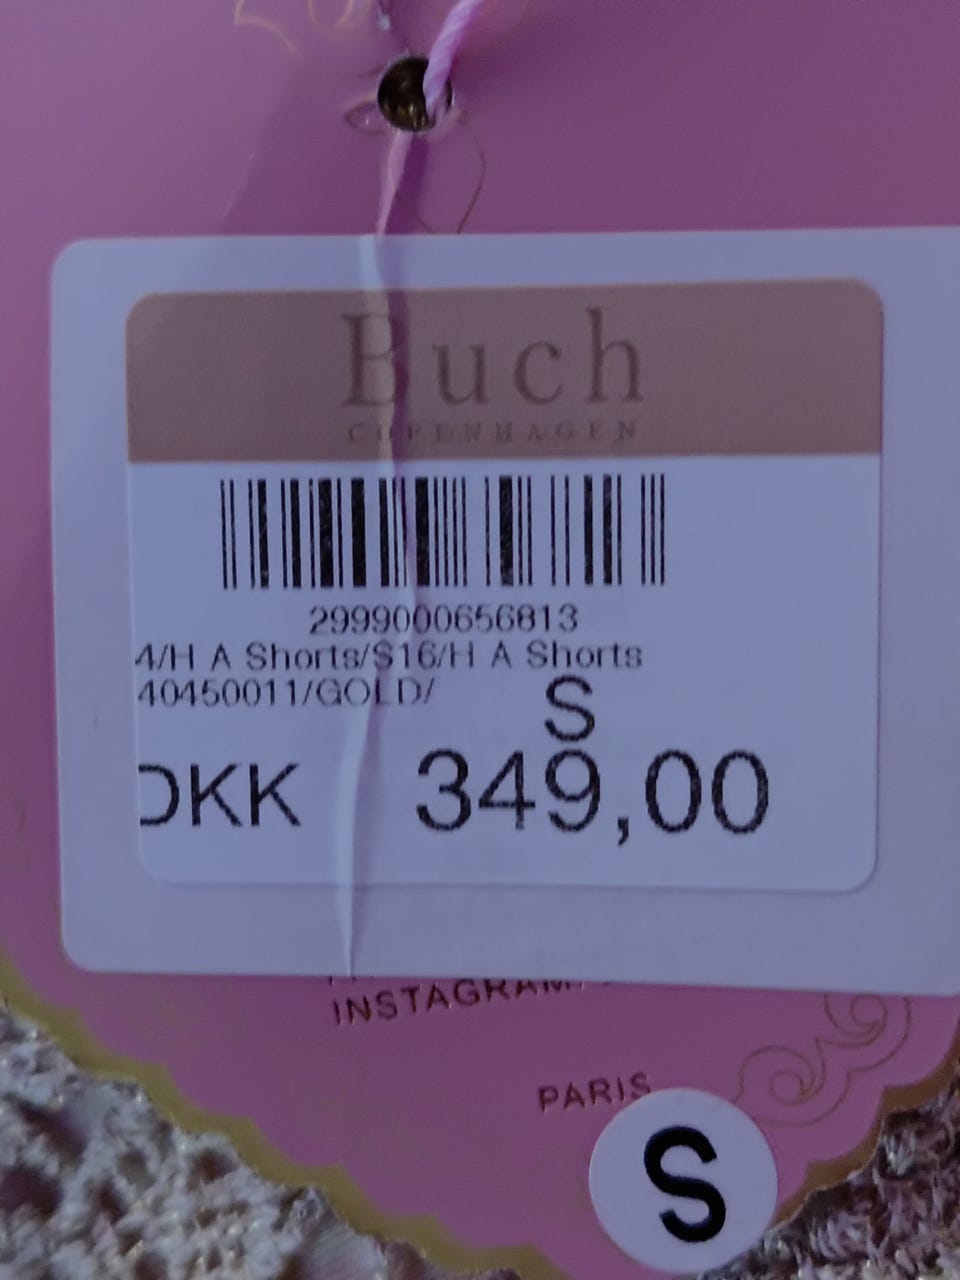 Buch
COPENHAGEN
2999000656813
4/H A Shorts/S16/H A Shorts
40450011/GOLD/
S
DKK 349,00
INSTAGRAM
PARIS
S